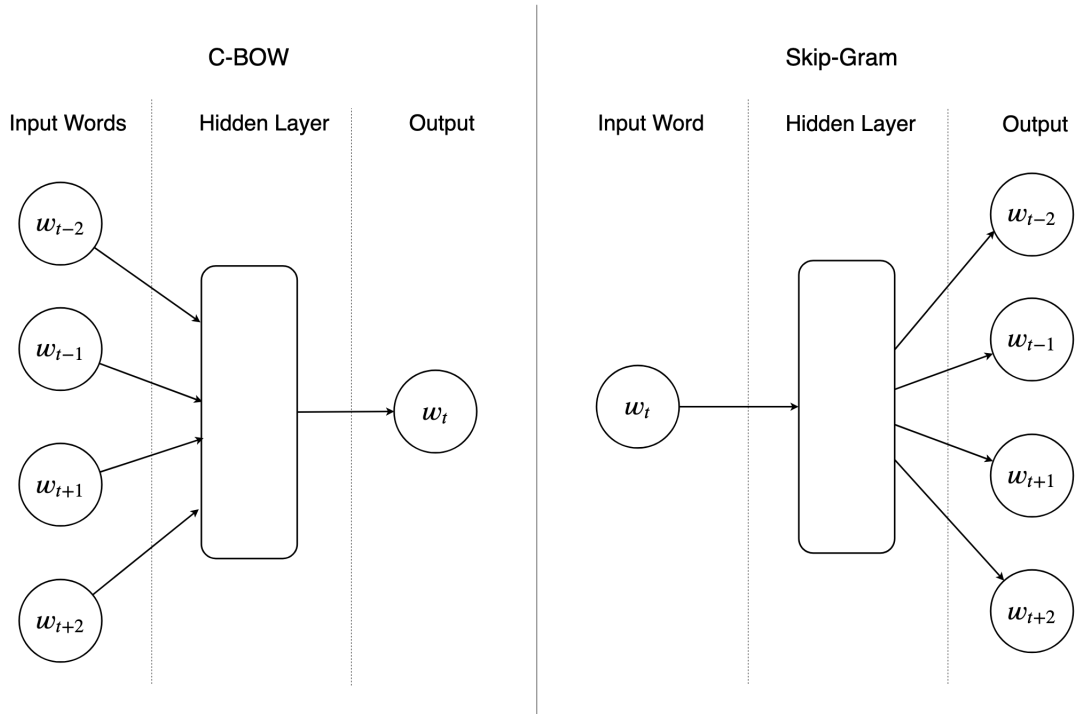 C-BOW
Input Words Hidden Layer Output
w_{t-2}
w_{t-1}
w_{t+1}
w_{t+2}
w_t
Skip-Gram
Input Word Hidden Layer Output
w_t
w_{t-2}
w_{t-1}
w_{t+1}
w_{t+2}